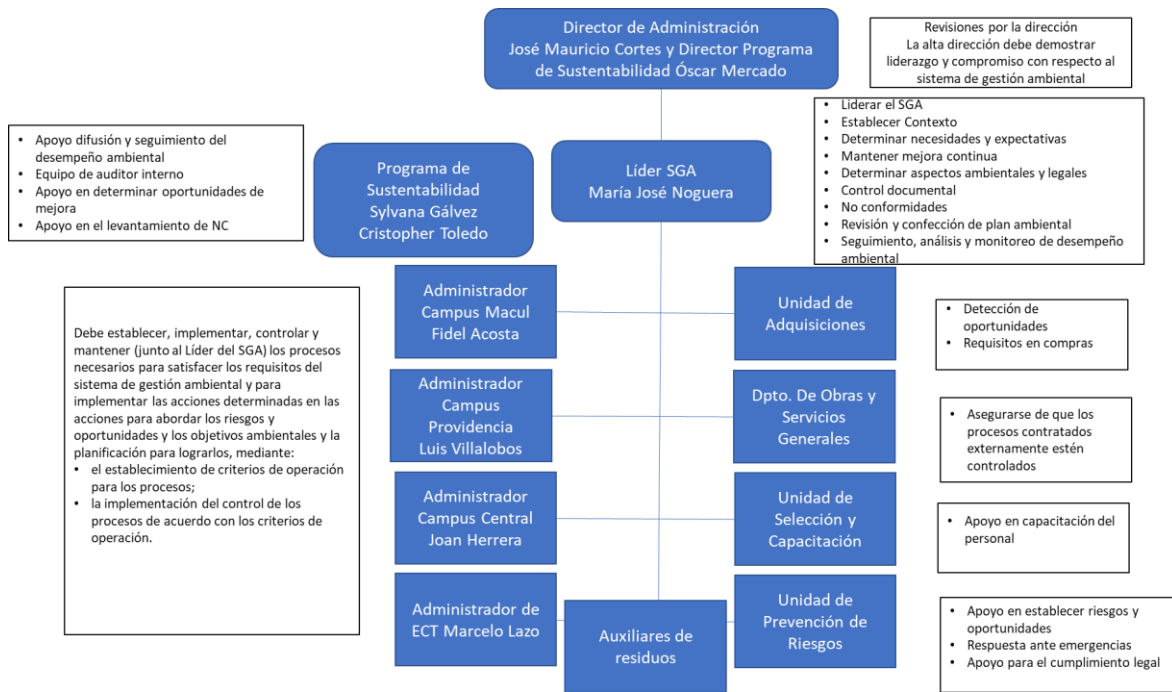 Director de Administración
José Mauricio Cortes y Director Programa
de Sustentabilidad Óscar Mercado
Revisiones por la dirección
La alta dirección debe demostrar
liderazgo y compromiso con respecto al
sistema de gestión ambiental
• Apoyo difusión y seguimiento del
desempeño ambiental
• Equipo de auditor interno
• Apoyo en determinar oportunidades de
mejora
• Apoyo en el levantamiento de NC
Programa de
Sustentabilidad
Sylvana Gálvez
Cristopher Toledo
Líder SGA
María José Noguera
• Liderar el SGA
• Establecer Contexto
• Determinar necesidades y expectativas
• Mantener mejora continua
• Determinar aspectos ambientales y legales
• Control documental
• No conformidades
• Revisión y confección de plan ambiental
• Seguimiento, análisis y monitoreo de desempeño
ambiental
Debe establecer, implementar, controlar y
mantener (junto al Líder del SGA) los procesos
necesarios para satisfacer los requisitos del
sistema de gestión ambiental y para
implementar las acciones determinadas en las
acciones para abordar los riesgos y
oportunidades y los objetivos ambientales y la
planificación para lograrlos, mediante:
• el establecimiento de criterios de operación
para los procesos;
• la implementación del control de los
procesos de acuerdo con los criterios de
operación.
Administrador
Campus Macul
Fidel Acosta
Unidad de
Adquisiciones
• Detección de
oportunidades
• Requisitos en compras
Administrador
Campus
Providencia
Luis Villalobos
Dpto. De Obras y
Servicios
Generales
• Asegurarse de que los
procesos contratados
externamente estén
controlados
Administrador
Campus Central
Joan Herrera
Unidad de
Selección y
Capacitación
• Apoyo en capacitación del
personal
Administrador de
ECT Marcelo Lazo
Auxiliares de
residuos
Unidad de
Prevención de
Riesgos
• Apoyo en establecer riesgos y
oportunidades
• Respuesta ante emergencias
• Apoyo para el cumplimiento legal